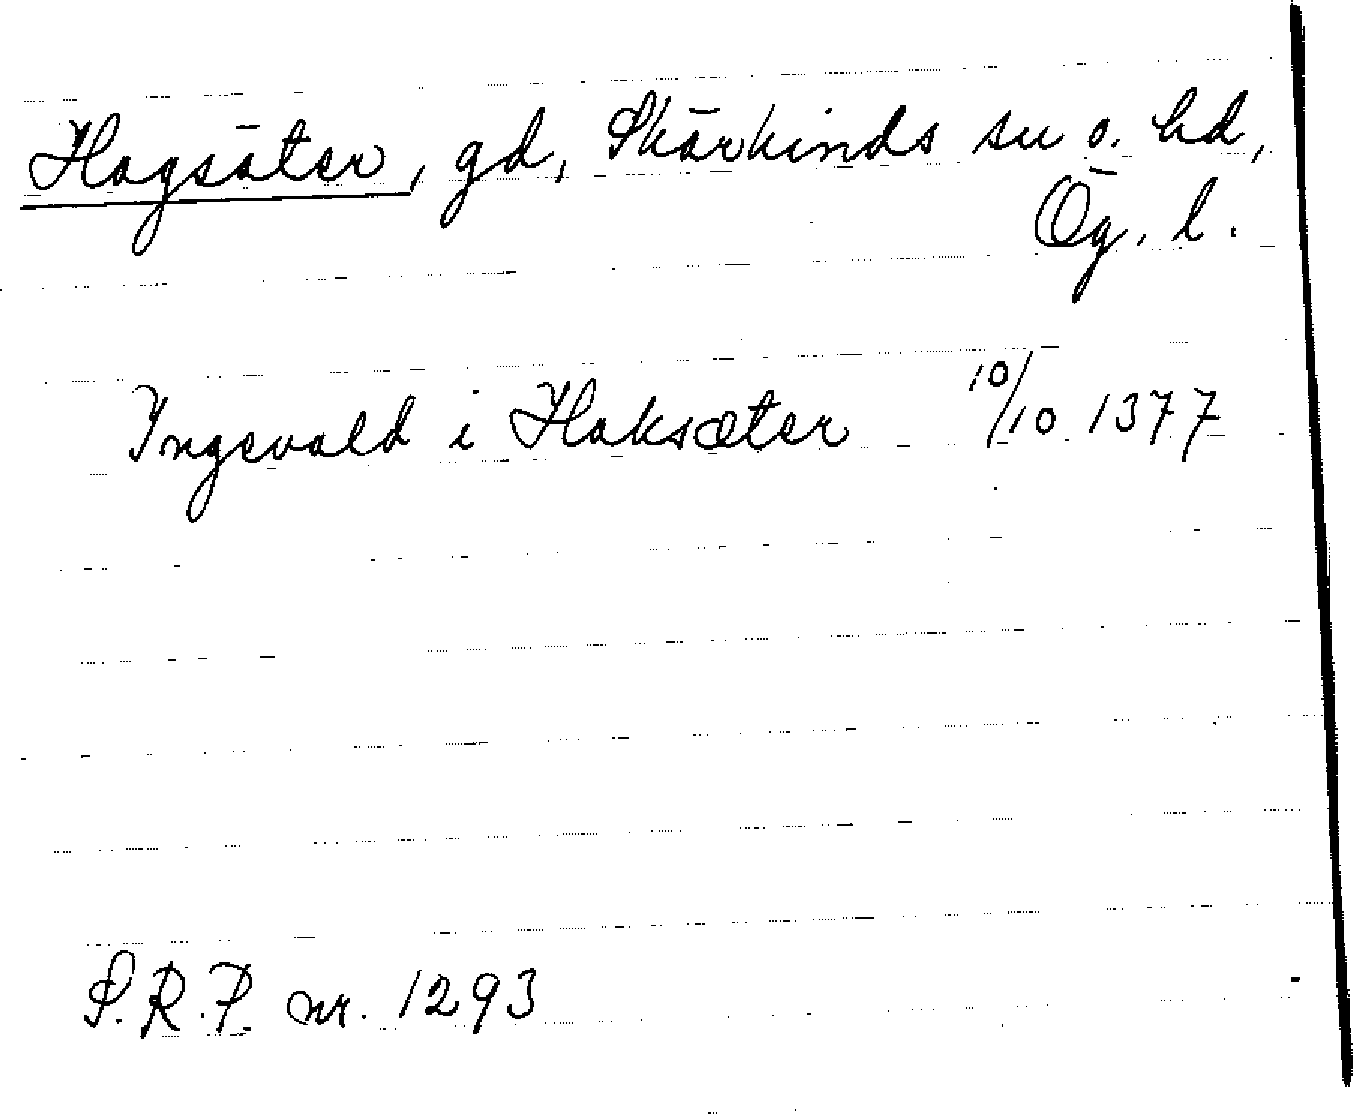 Hagsäter, gd, Skärkinds sn o. hd,
Ög. l.
Ingevald i Haksæter 10/10 1377
S.R.P. nr. 1293